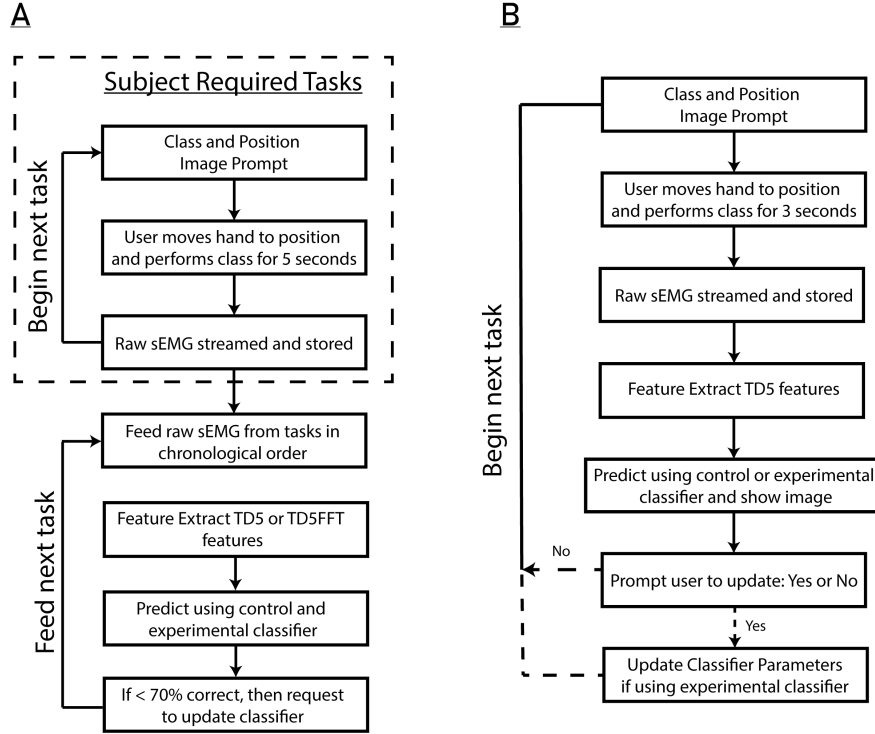 A
Subject Required Tasks
Begin next task
Class and Position
Image Prompt
User moves hand to position
and performs class for 5 seconds
Raw sEMG streamed and stored
Feed next task
Feed raw sEMG from tasks in
chronological order
Feature Extract TD5 or TD5FFT
features
Predict using control and
experimental classifier
If < 70% correct, then request
to update classifier
B
Begin next task
Class and Position
Image Prompt
User moves hand to position
and performs class for 3 seconds
Raw sEMG streamed and stored
Feature Extract TD5 features
Predict using control or experimental
classifier and show image
No
Prompt user to update: Yes or No
Yes
Update Classifier Parameters
if using experimental classifier